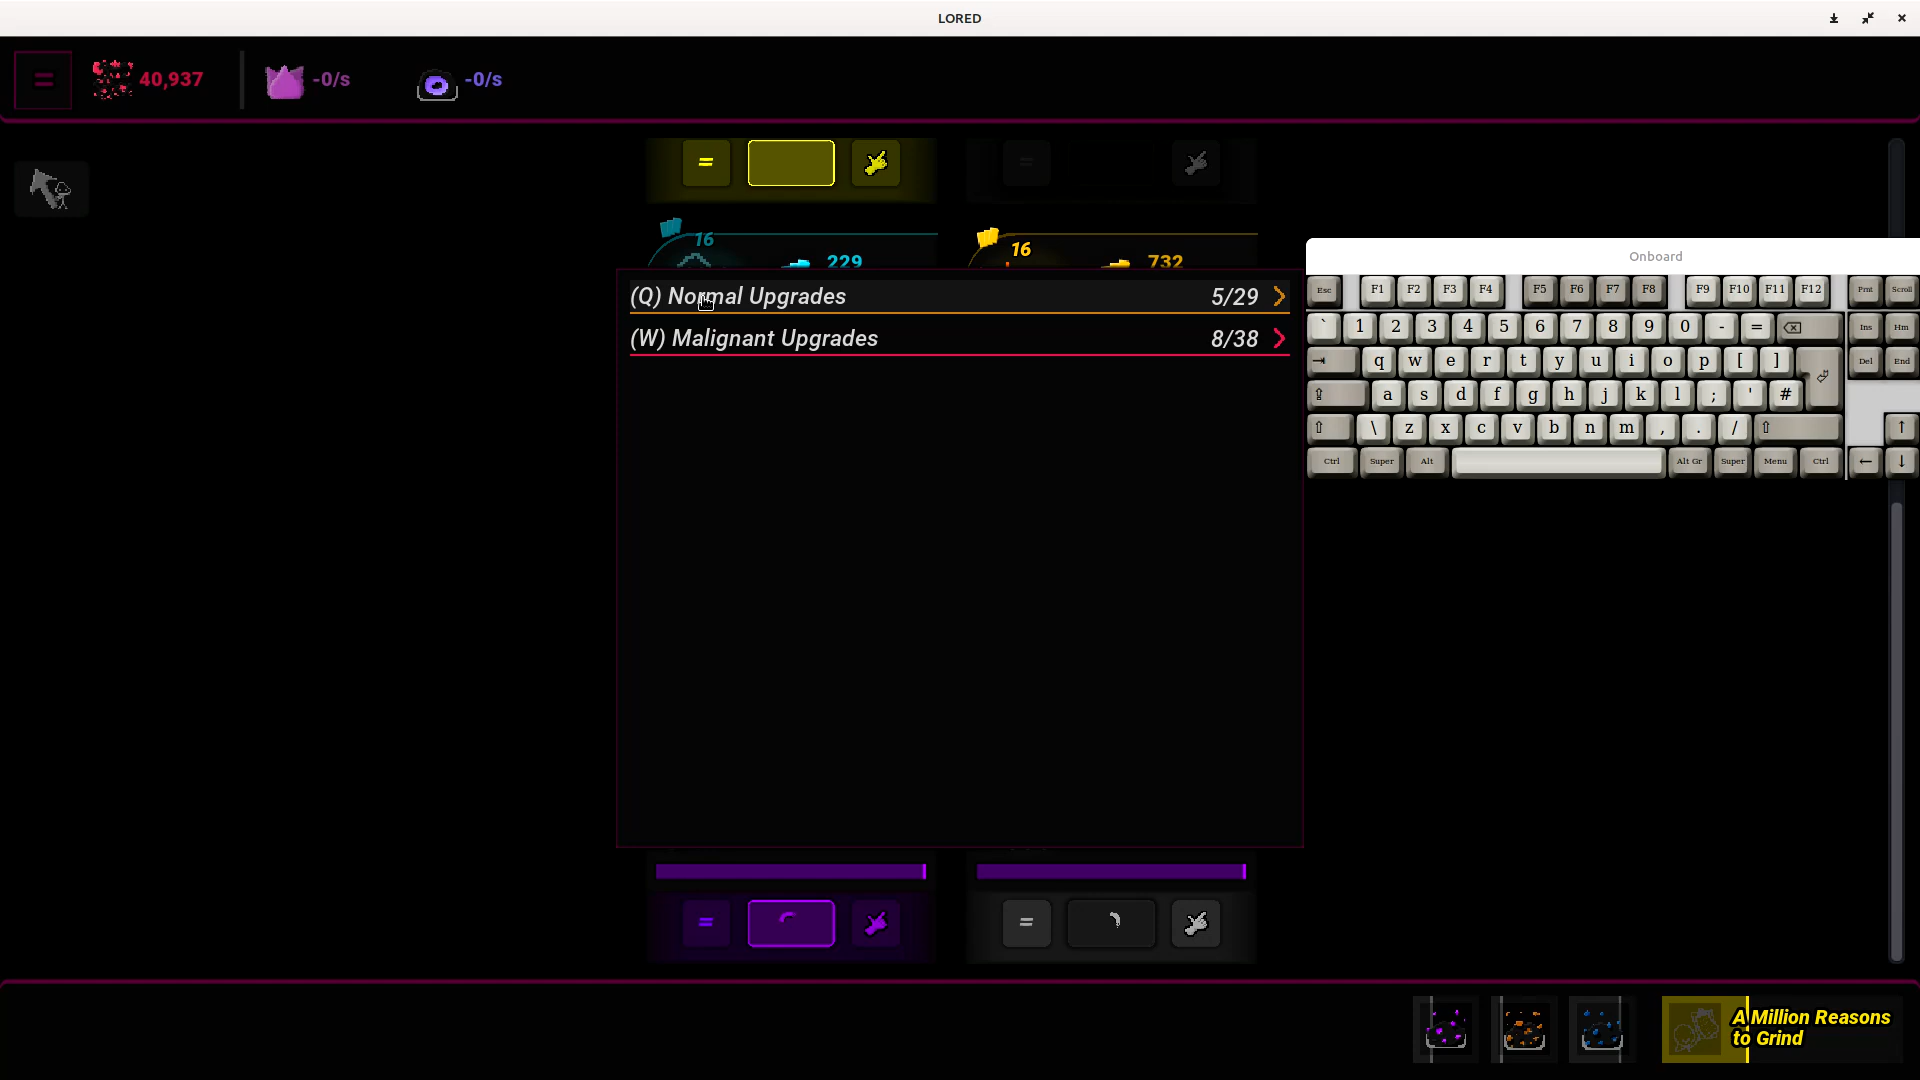 LORED
40,937
-0/s
-0/s
16
229
16
732
(Q) Normal Upgrades 5/29
(W) Malignant Upgrades 8/38
Onboard
Esc F1 F2 F3 F4 F5 F6 F7 F8 F9 F10 F11 F12 Prnt Scroll
` 1 2 3 4 5 6 7 8 9 0 - = Ins Hm
q w e r t y u i o p [ ] Del End
a s d f g h j k l ; ' #
\ z x c v b n m , . /
Ctrl Super Alt Alt Gr Super Menu Ctrl
A Million Reasons
to Grind